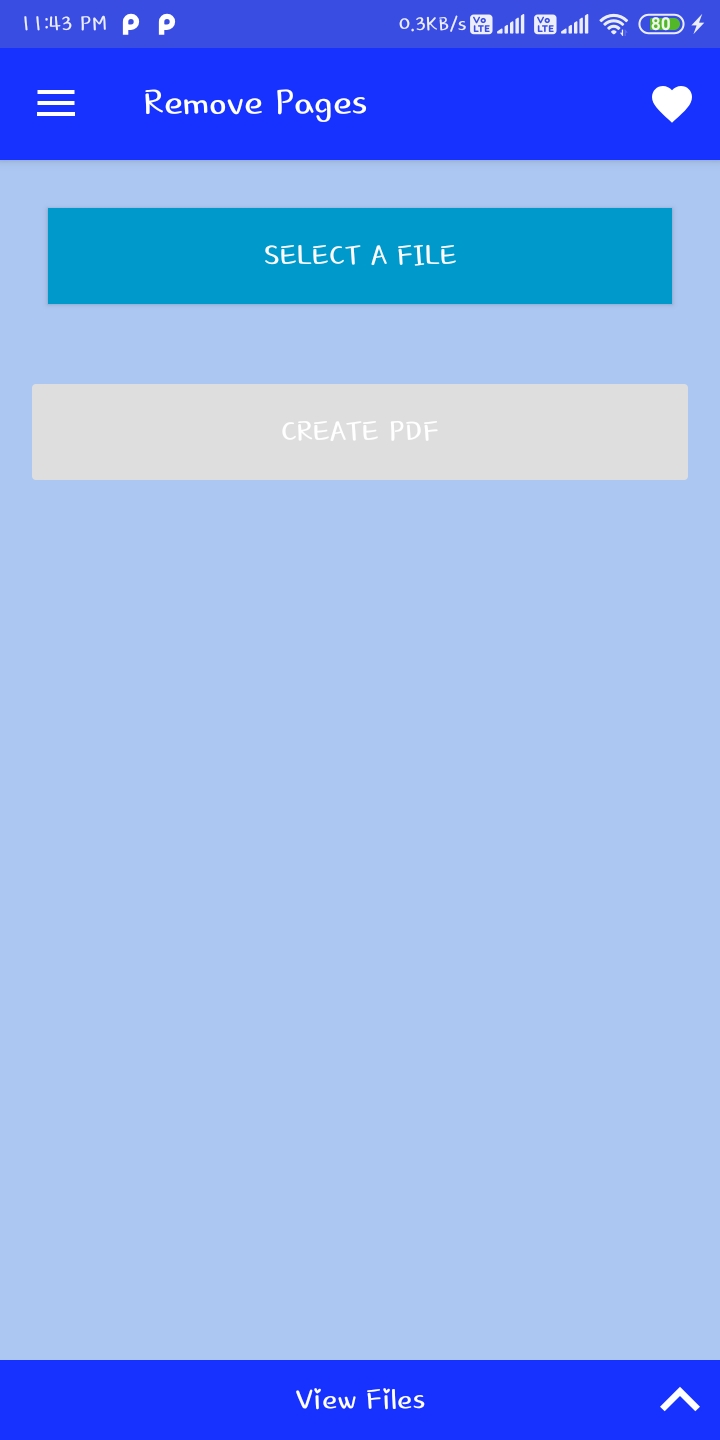 11:43 PM 0.3KB/s Vo LTE Vo LTE 80
Remove Pages
SELECT A FILE
CREATE PDF
View Files